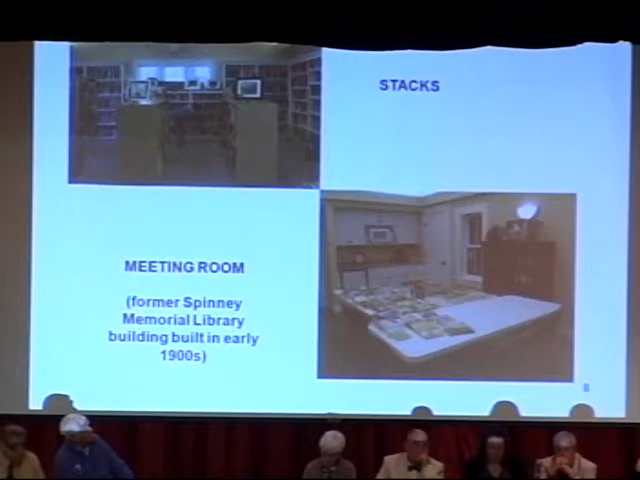 STACKS
MEETING ROOM
(former Spinney
Memorial Library
building built in early
1900s)